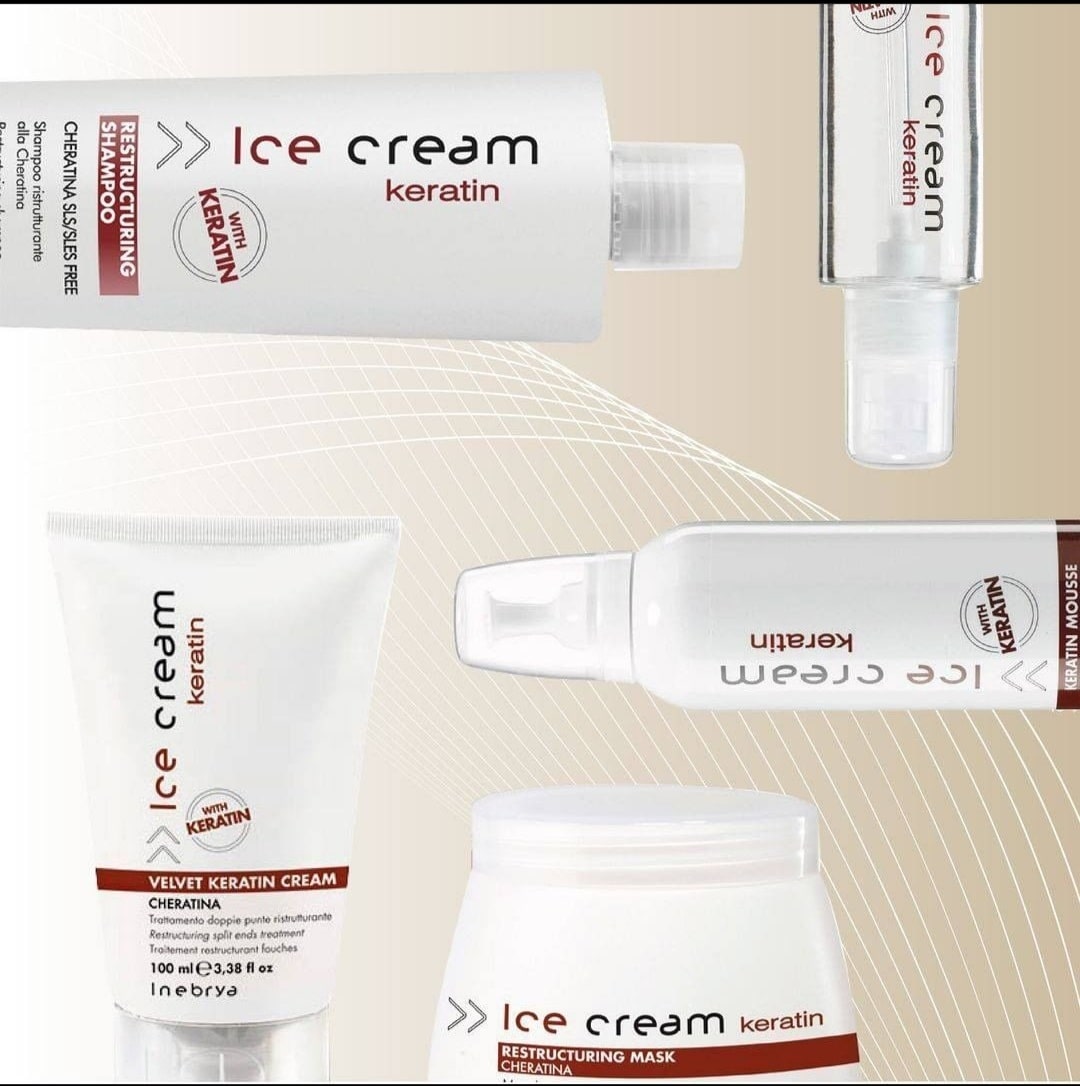 Ice cream
keratin
WITH
KERATIN
RESTRUCTURING
SHAMPOO
CHERATINA SLS/SLES FREE
Shampoo ristrutturante
alla Cheratina
WITH
Ice cream
keratin
Ice cream
keratin
WITH
KERATIN
KERATIN MOUSSE
Ice cream
keratin
WITH
KERATIN
VELVET KERATIN CREAM
CHERATINA
Trattamento doppie punte ristrutturante
Restructuring split ends treatment
Traitement restructurant fouches
100 ml ℮ 3,38 fl oz
Inebrya
Ice cream keratin
RESTRUCTURING MASK
CHERATINA